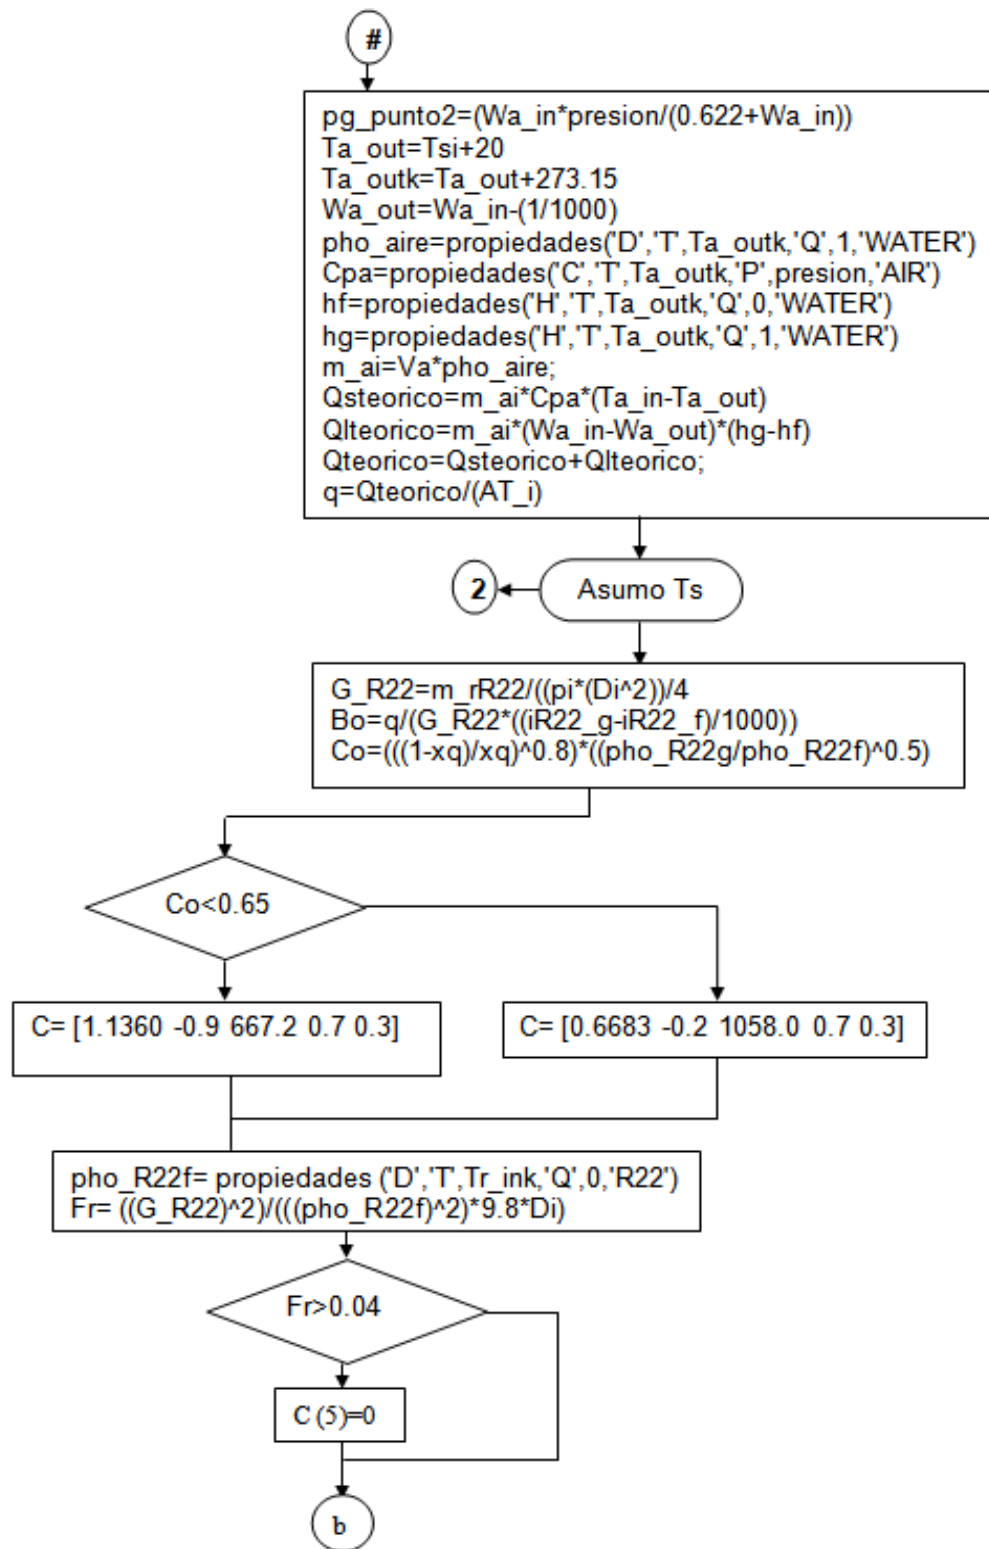 #
pg_punto2=(Wa_in*presion/(0.622+Wa_in))
Ta_out=Tsi+20
Ta_outk=Ta_out+273.15
Wa_out=Wa_in-(1/1000)
pho_aire=propiedades('D','T',Ta_outk,'Q',1,'WATER')
Cpa=propiedades('C','T',Ta_outk,'P',presion,'AIR')
hf=propiedades('H','T',Ta_outk,'Q',0,'WATER')
hg=propiedades('H','T',Ta_outk,'Q',1,'WATER')
m_ai=Va*pho_aire;
Qsteorico=m_ai*Cpa*(Ta_in-Ta_out)
Qlteorico=m_ai*(Wa_in-Wa_out)*(hg-hf)
Qteorico=Qsteorico+Qlteorico;
q=Qteorico/(AT_i)
2
Asumo Ts
G_R22=m_rR22/((pi*(Di^2))/4
Bo=q/(G_R22*((iR22_g-iR22_f)/1000))
Co=(((1-xq)/xq)^0.8)*((pho_R22g/pho_R22f)^0.5)
Co<0.65
C= [1.1360 -0.9 667.2 0.7 0.3]
C= [0.6683 -0.2 1058.0 0.7 0.3]
pho_R22f= propiedades ('D','T',Tr_ink,'Q',0,'R22')
Fr= ((G_R22)^2)/(((pho_R22f)^2)*9.8*Di)
Fr>0.04
C (5)=0
b